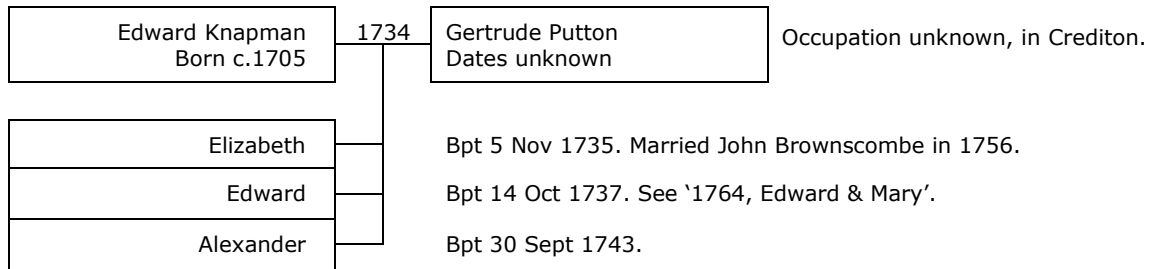 Edward Knapman 1734 Gertrude Putton Occupation unknown, in Crediton.
Born c.1705 Dates unknown
Elizabeth Bpt 5 Nov 1735. Married John Brownscombe in 1756.
Edward Bpt 14 Oct 1737. See ‘1764, Edward & Mary’.
Alexander Bpt 30 Sept 1743.